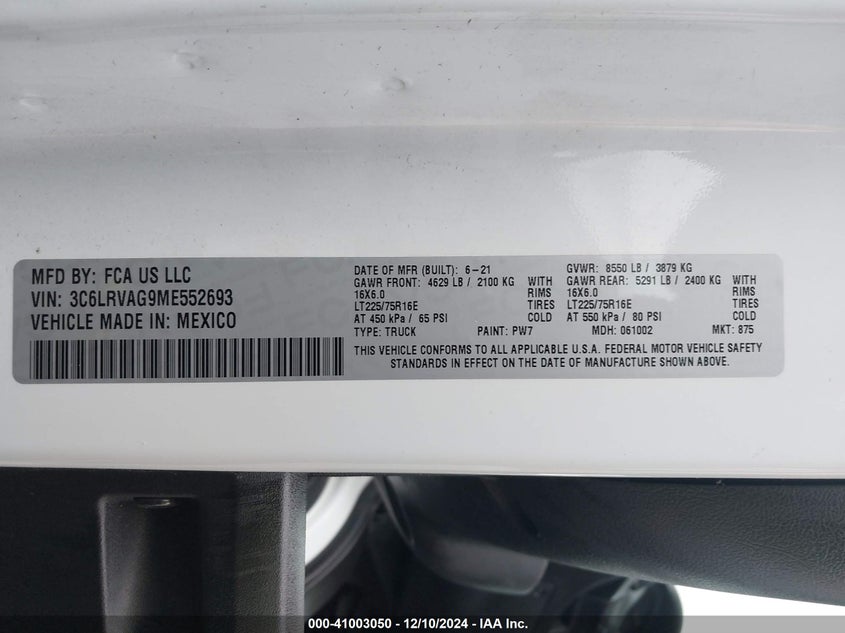 MFD BY: FCA US LLC
VIN: 3C6LRVAG9ME552693
VEHICLE MADE IN: MEXICO
DATE OF MFR (BUILT): 6-21
GAWR FRONT: 4629 LB / 2100 KG WITH
16X6.0 RIMS
LT225/75R16E TIRES
AT 450 kPa / 65 PSI COLD
TYPE: TRUCK PAINT: PW7
GVWR: 8550 LB / 3879 KG
GAWR REAR: 5291 LB / 2400 KG WITH
16X6.0 RIMS
LT225/75R16E TIRES
AT 550 kPa / 80 PSI COLD
MDH: 061002 MKT: 875
THIS VEHICLE CONFORMS TO ALL APPLICABLE U.S.A. FEDERAL MOTOR VEHICLE SAFETY
STANDARDS IN EFFECT ON THE DATE OF MANUFACTURE SHOWN ABOVE.
000-41003050 - 12/10/2024 - IAA Inc.